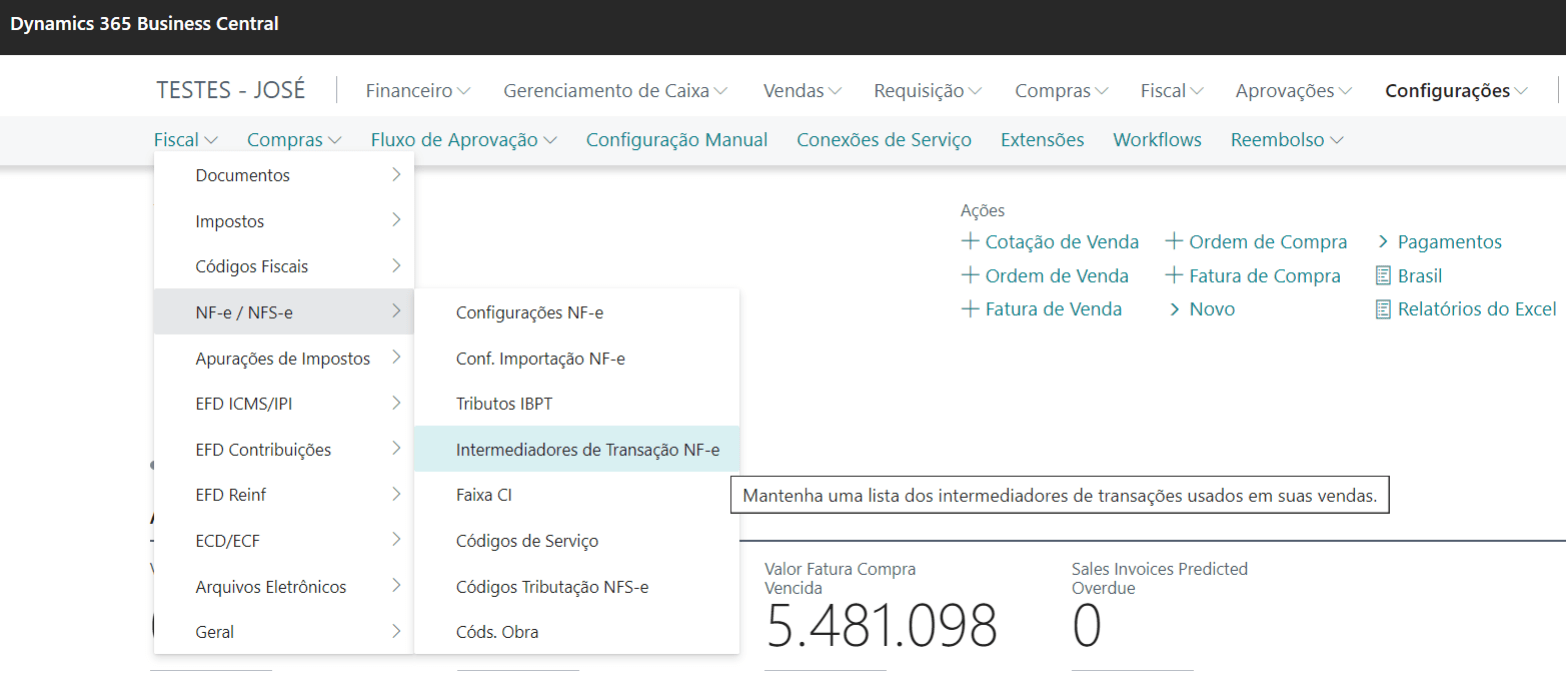 Dynamics 365 Business Central
TESTES - JOSÉ
Financeiro
Gerenciamento de Caixa
Vendas
Requisição
Compras
Fiscal
Aprovações
Configurações
Fiscal
Compras
Fluxo de Aprovação
Configuração Manual
Conexões de Serviço
Extensões
Workflows
Reembolso
Documentos
Impostos
Códigos Fiscais
NF-e / NFS-e
Apurações de Impostos
EFD ICMS/IPI
EFD Contribuições
EFD Reinf
ECD/ECF
Arquivos Eletrônicos
Geral
Configurações NF-e
Conf. Importação NF-e
Tributos IBPT
Intermediadores de Transação NF-e
Faixa CI
Códigos de Serviço
Códigos Tributação NFS-e
Códs. Obra
Mantenha uma lista dos intermediadores de transações usados em suas vendas.
Ações
+ Cotação de Venda
+ Ordem de Compra
> Pagamentos
+ Ordem de Venda
+ Fatura de Compra
Brasil
+ Fatura de Venda
> Novo
Relatórios do Excel
Valor Fatura Compra
Vencida
5.481.098
Sales Invoices Predicted
Overdue
0